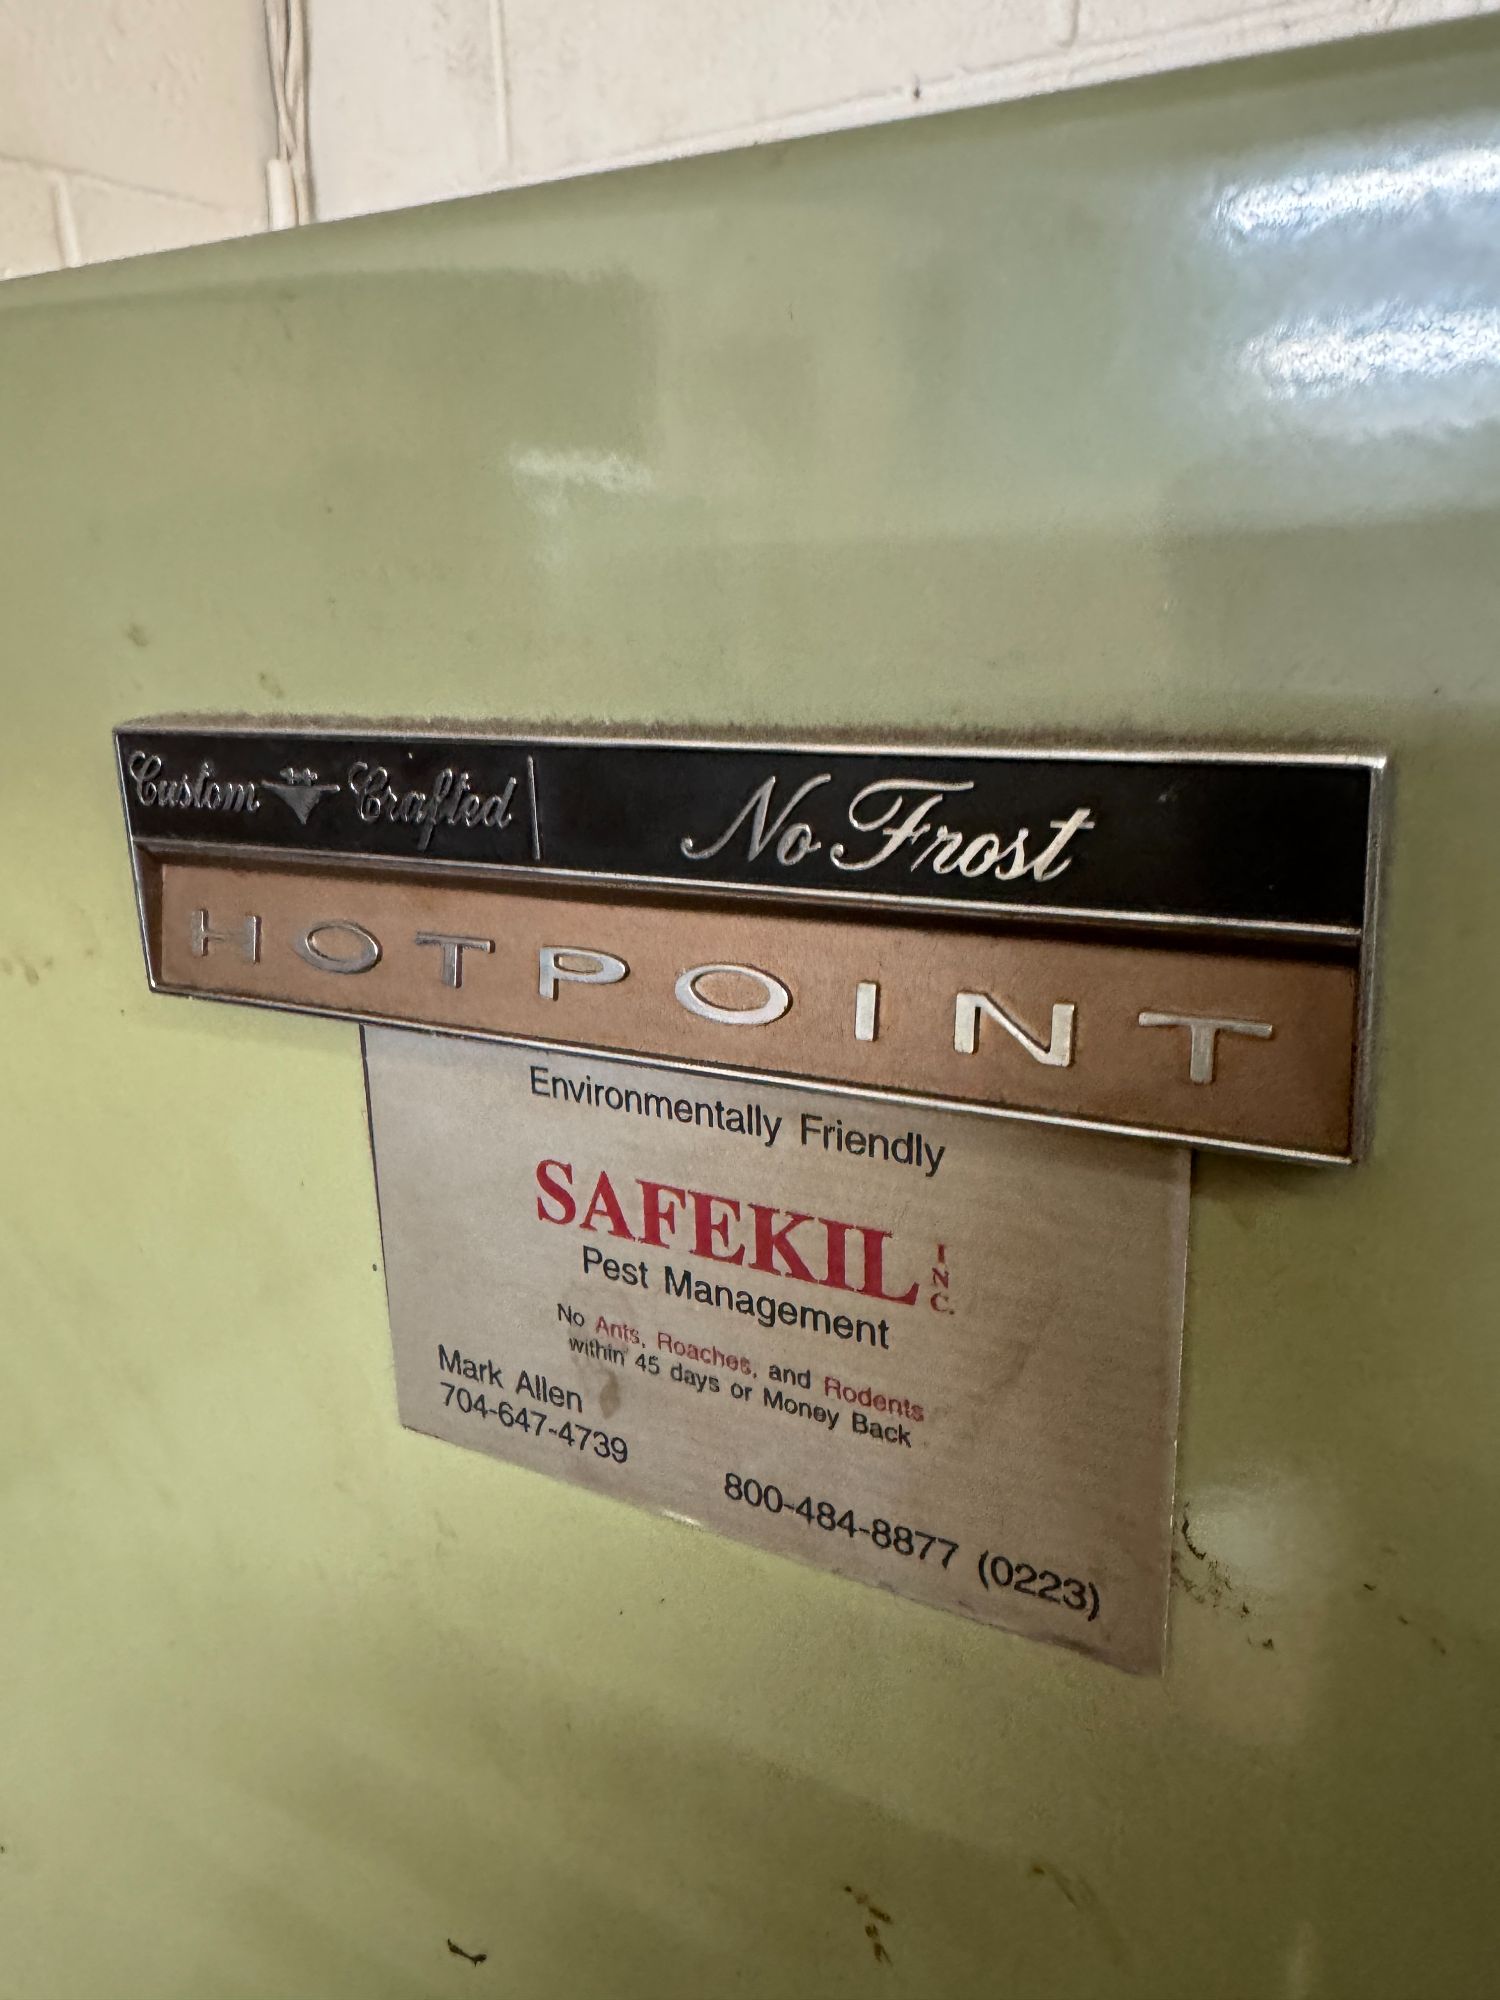 Custom Crafted
No Frost
HOTPOINT
Environmentally Friendly
SAFEKIL INC.
Pest Management
No Ants, Roaches, and Rodents
within 45 days or Money Back
Mark Allen
704-647-4739
800-484-8877 (0223)